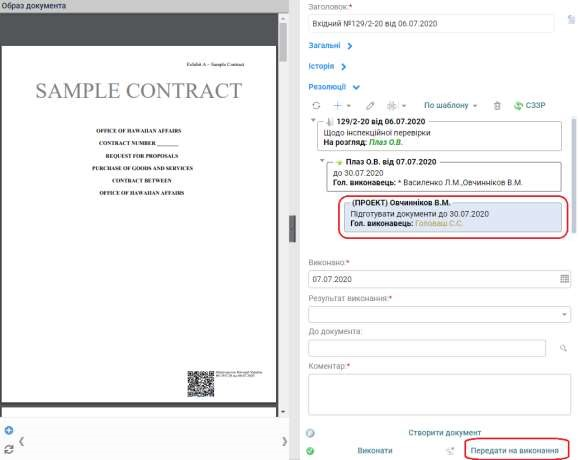 Образ документа
Exhibit A – Sample Contract
SAMPLE CONTRACT
OFFICE OF HAWAIIAN AFFAIRS
CONTRACT NUMBER ________
REQUEST FOR PROPOSALS
PURCHASE OF GOODS AND SERVICES
CONTRACT BETWEEN
OFFICE OF HAWAIIAN AFFAIRS
Заголовок:*
Вхідний №129/2-20 від 06.07.2020
Загальні
Історія
Резолюції
По шаблону
СЗЗР
129/2-20 від 06.07.2020
Щодо інспекційної перевірки
На розгляд: Плаз О.В.
Плаз О.В. від 07.07.2020
до 30.07.2020
Гол. виконавець: * Василенко Л.М.,Овчинніков В.М.
(ПРОЕКТ) Овчинніков В.М.
Підготувати документи до 30.07.2020
Гол. виконавець: Головаш С.С.
Виконано:*
07.07.2020
Результат виконання:*
До документа:
Коментар:*
Створити документ
Виконати
Передати на виконання